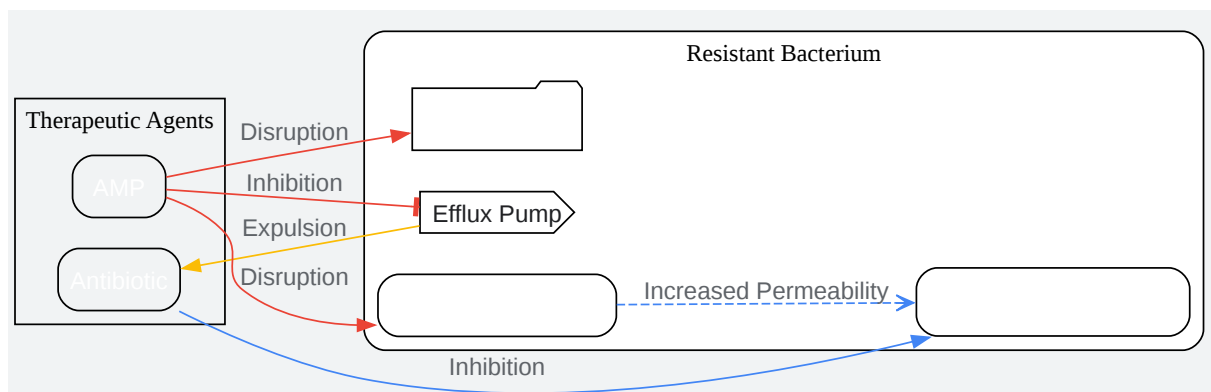 Resistant Bacterium
Therapeutic Agents
Disruption
AMP
Inhibition
Efflux Pump
Expulsion
Antibiotic
Disruption
Increased Permeability
Inhibition